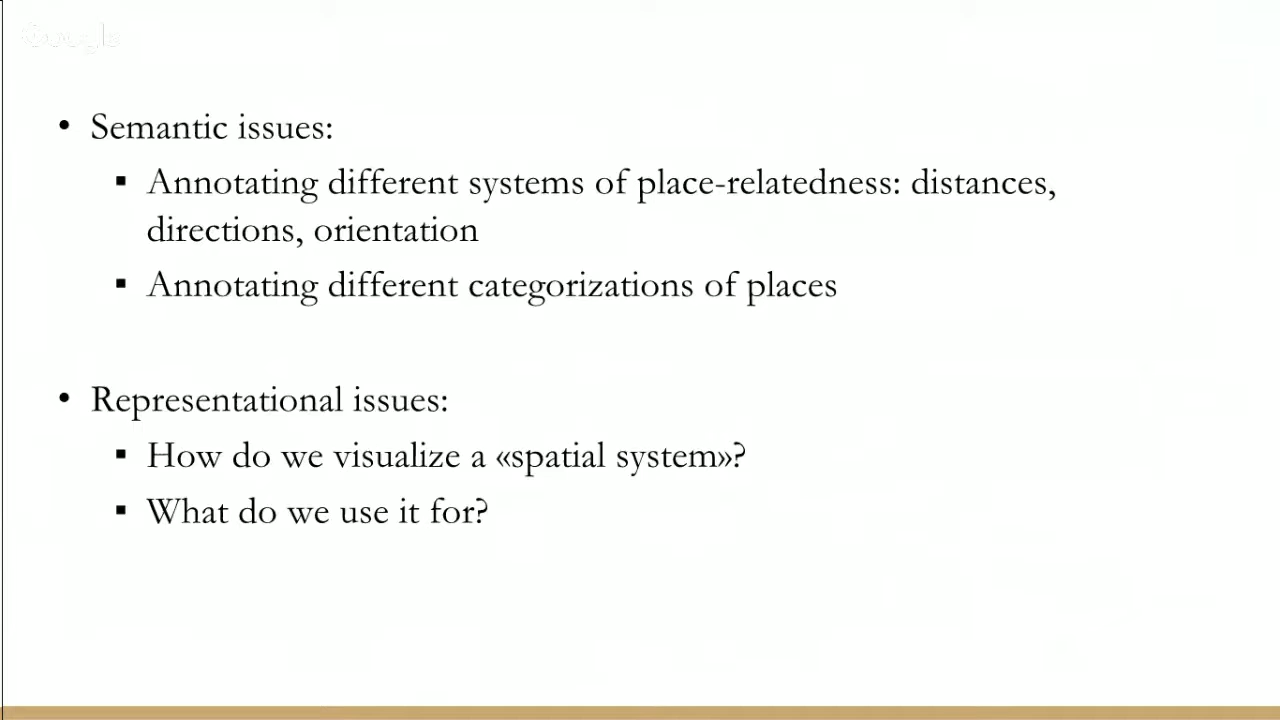 Google
• Semantic issues:
▪ Annotating different systems of place-relatedness: distances,
directions, orientation
▪ Annotating different categorizations of places
• Representational issues:
▪ How do we visualize a «spatial system»?
▪ What do we use it for?